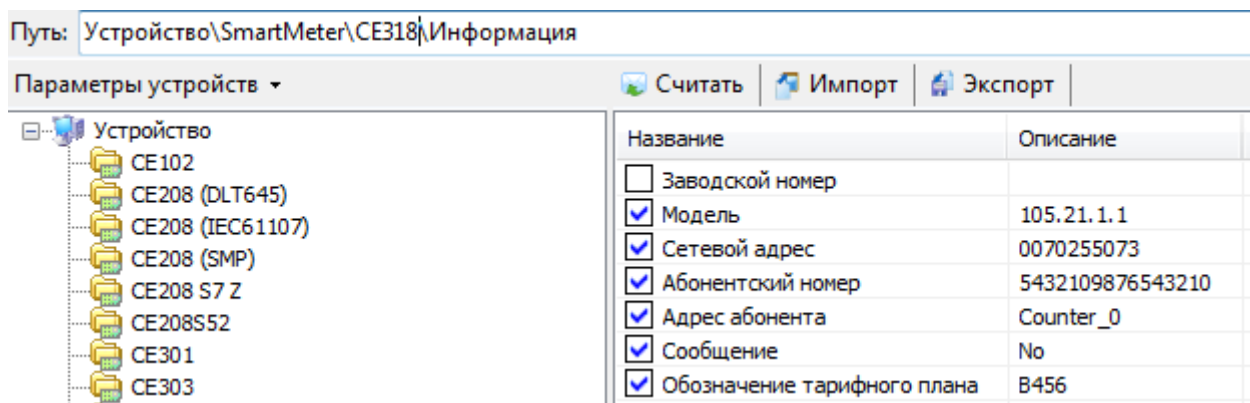 Путь: Устройство\SmartMeter\CE318\Информация
Параметры устройств
Считать Импорт Экспорт
Устройство
CE102
CE208 (DLT645)
CE208 (IEC61107)
CE208 (SMP)
CE208 S7 Z
CE208S52
CE301
CE303
Название Описание
Заводской номер
Модель 105.21.1.1
Сетевой адрес 0070255073
Абонентский номер 5432109876543210
Адрес абонента Counter_0
Сообщение No
Обозначение тарифного плана B456